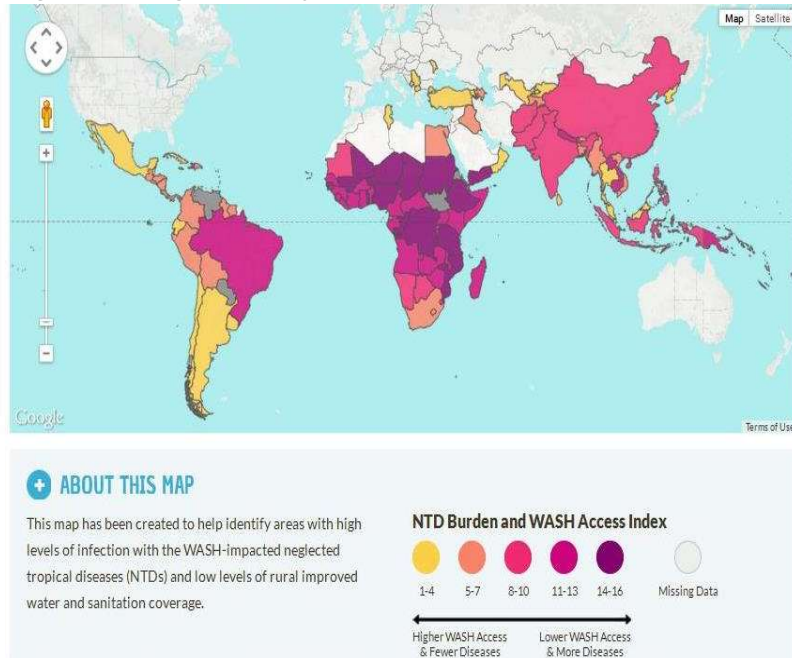 Map Satellite
Google
Terms of Use
ABOUT THIS MAP
This map has been created to help identify areas with high
levels of infection with the WASH-impacted neglected
tropical diseases (NTDs) and low levels of rural improved
water and sanitation coverage.
NTD Burden and WASH Access Index
1-4 5-7 8-10 11-13 14-16 Missing Data
Higher WASH Access Lower WASH Access
& Fewer Diseases & More Diseases